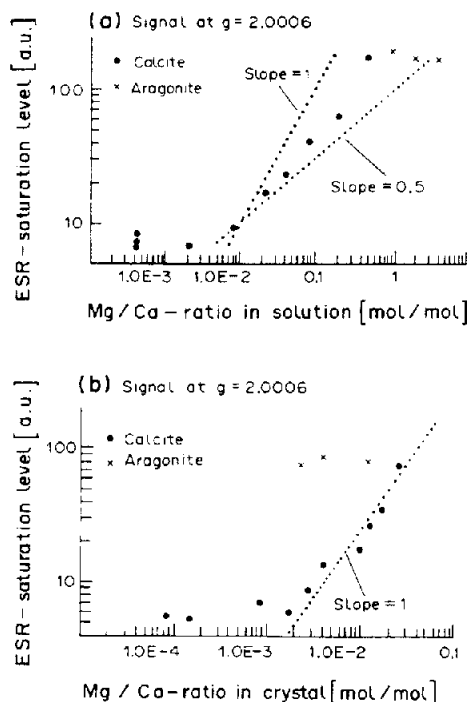 (a) Signal at g = 2.0006
• Calcite
× Aragonite
Slope = 1
Slope = 0.5
100
10
ESR-saturation level [a.u.]
1.0E-3 1.0E-2 0.1 1 10
Mg/Ca-ratio in solution [mol/mol]
(b) Signal at g = 2.0006
• Calcite
× Aragonite
Slope = 1
100
10
ESR-saturation level [a.u.]
1.0E-4 1.0E-3 1.0E-2 0.1
Mg/Ca-ratio in crystal [mol/mol]